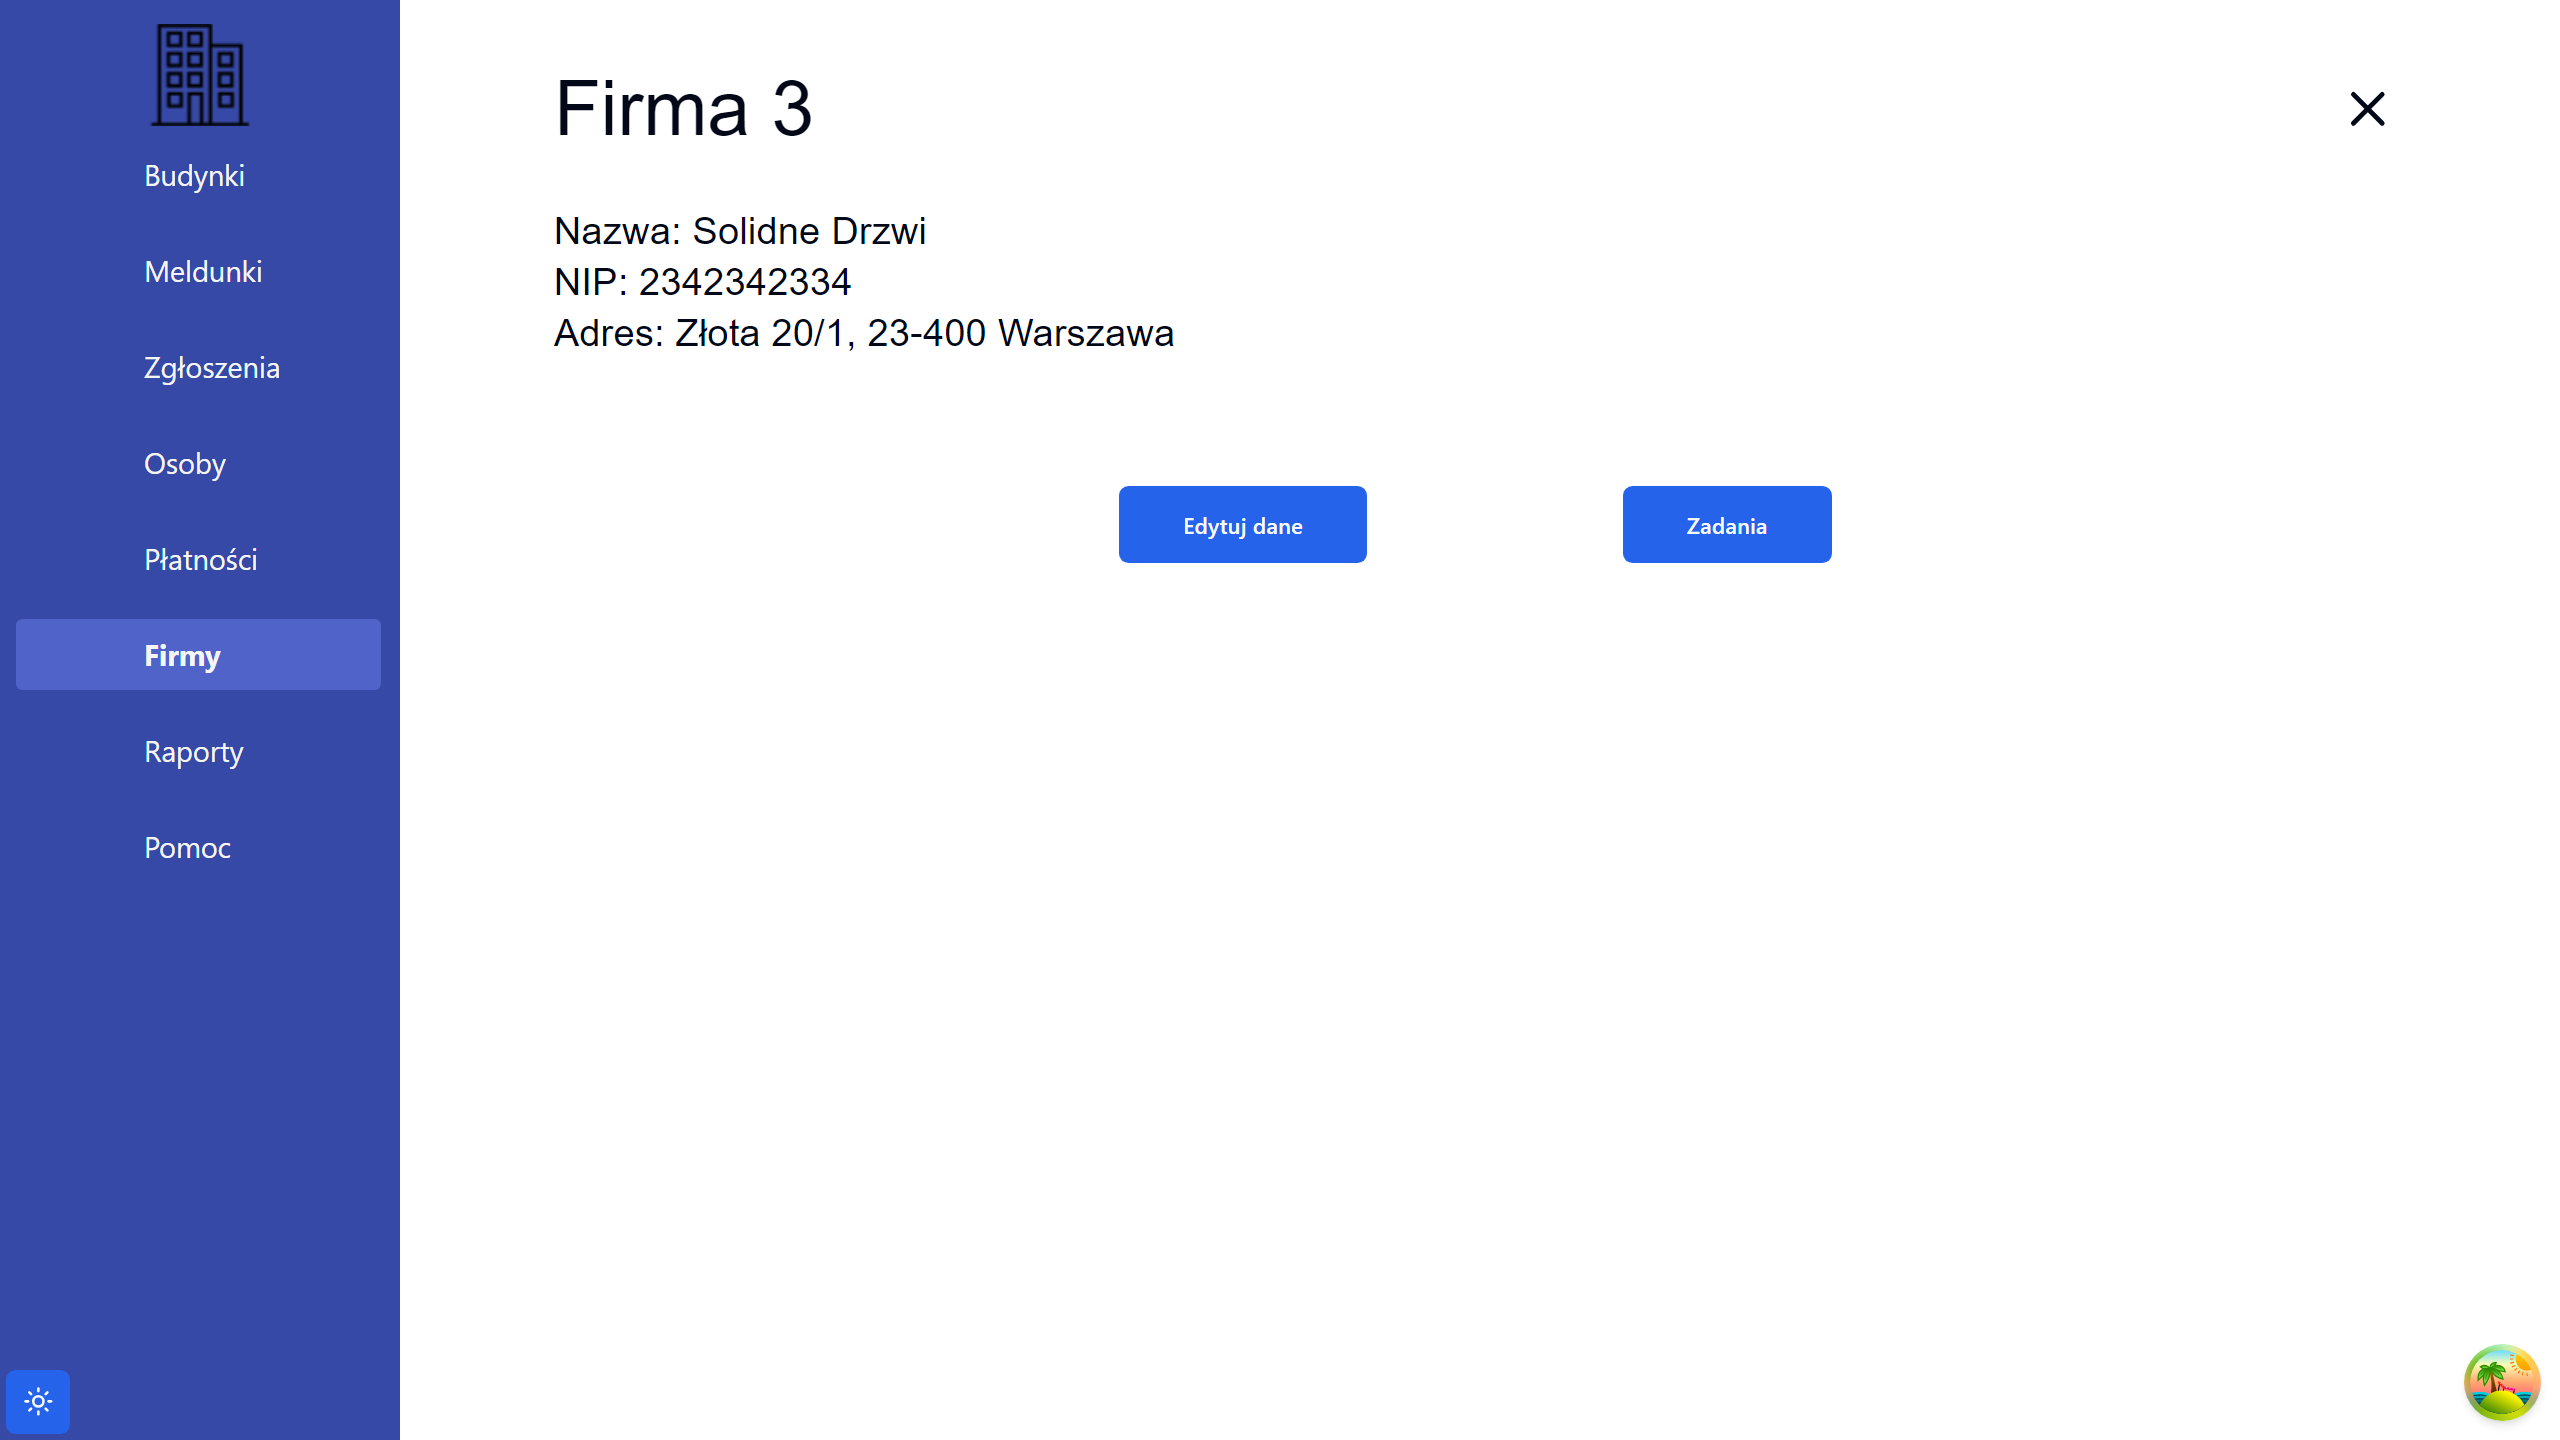 Budynki
Meldunki
Zgłoszenia
Osoby
Płatności
Firmy
Raporty
Pomoc
Firma 3
Nazwa: Solidne Drzwi
NIP: 2342342334
Adres: Złota 20/1, 23-400 Warszawa
Edytuj dane
Zadania